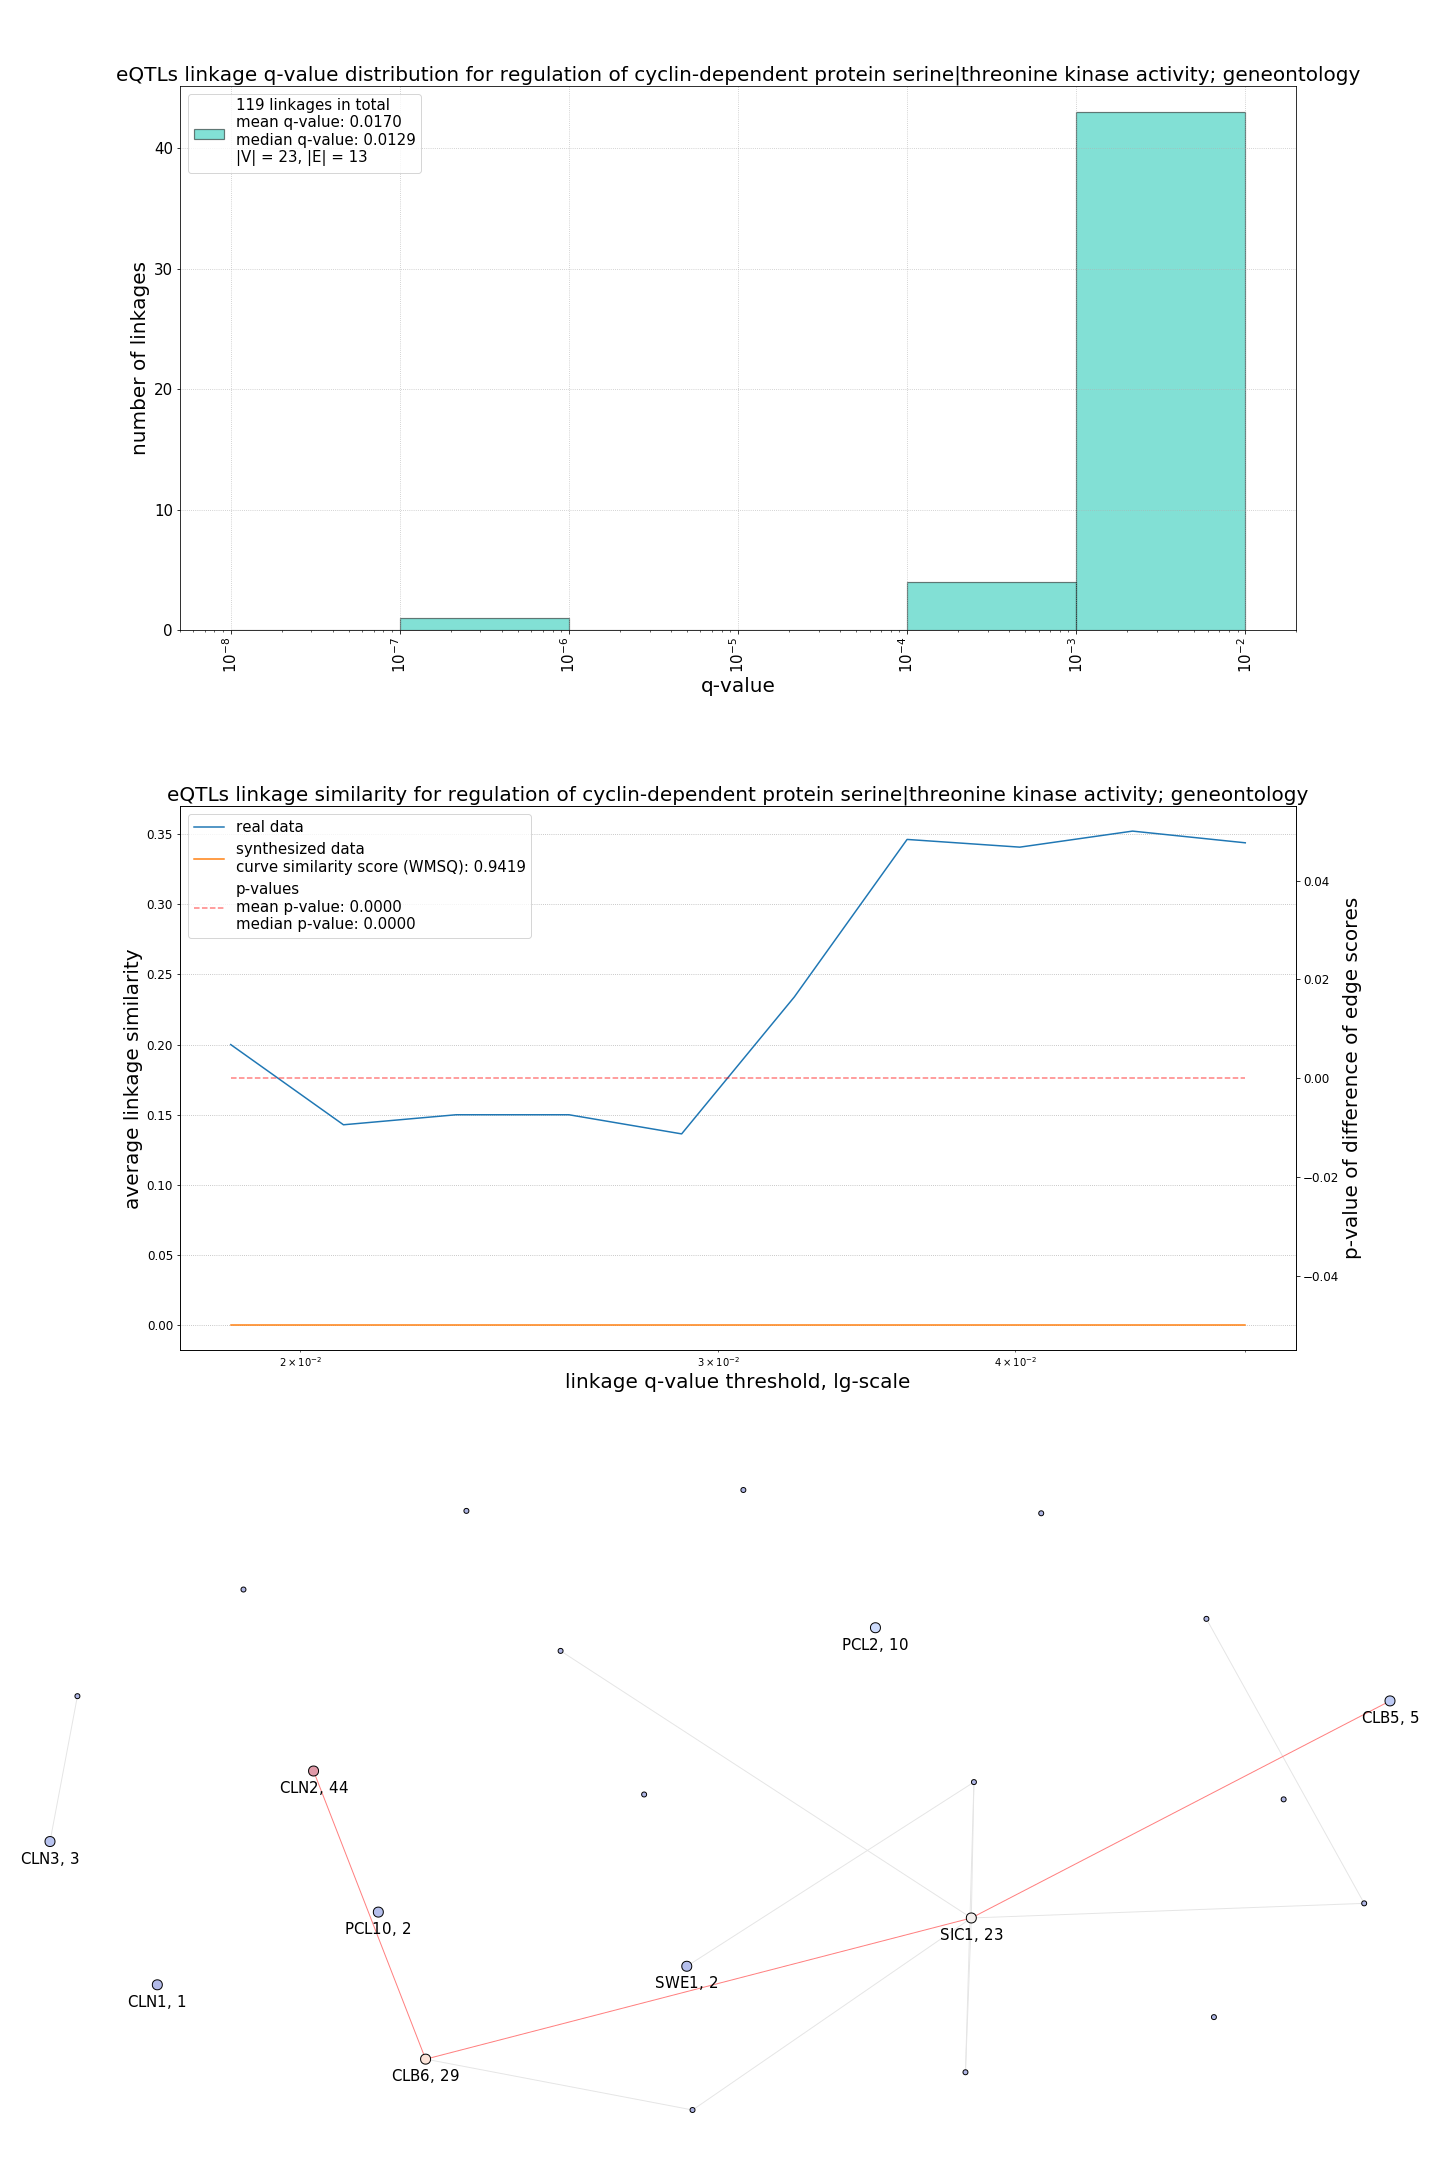 eQTLs linkage q-value distribution for regulation of cyclin-dependent protein serine|threonine kinase activity; geneontology
119 linkages in total
mean q-value: 0.0170
median q-value: 0.0129
|V| = 23, |E| = 13
number of linkages
40
30
20
10
0
10⁻⁸
10⁻⁷
10⁻⁶
10⁻⁵
10⁻⁴
10⁻³
10⁻²
q-value
eQTLs linkage similarity for regulation of cyclin-dependent protein serine|threonine kinase activity; geneontology
real data
synthesized data
curve similarity score (WMSQ): 0.9419
p-values
mean p-value: 0.0000
median p-value: 0.0000
average linkage similarity
0.35
0.30
0.25
0.20
0.15
0.10
0.05
0.00
0.04
0.02
0.00
−0.02
−0.04
p-value of difference of edge scores
2 × 10⁻²
3 × 10⁻²
4 × 10⁻²
linkage q-value threshold, lg-scale
PCL2, 10
CLB5, 5
CLN2, 44
CLN3, 3
PCL10, 2
SIC1, 23
SWE1, 2
CLN1, 1
CLB6, 29